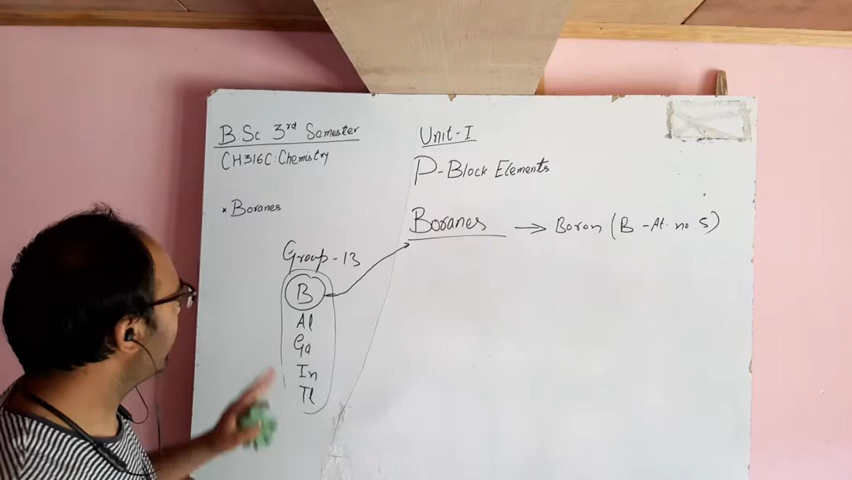 B.Sc 3rd Semester
CH316C: Chemistry
* Boranes
Group - 13
B
Al
Ga
In
Tl
Unit - I
P-Block Elements
Boranes → Boron (B - At. no 5)